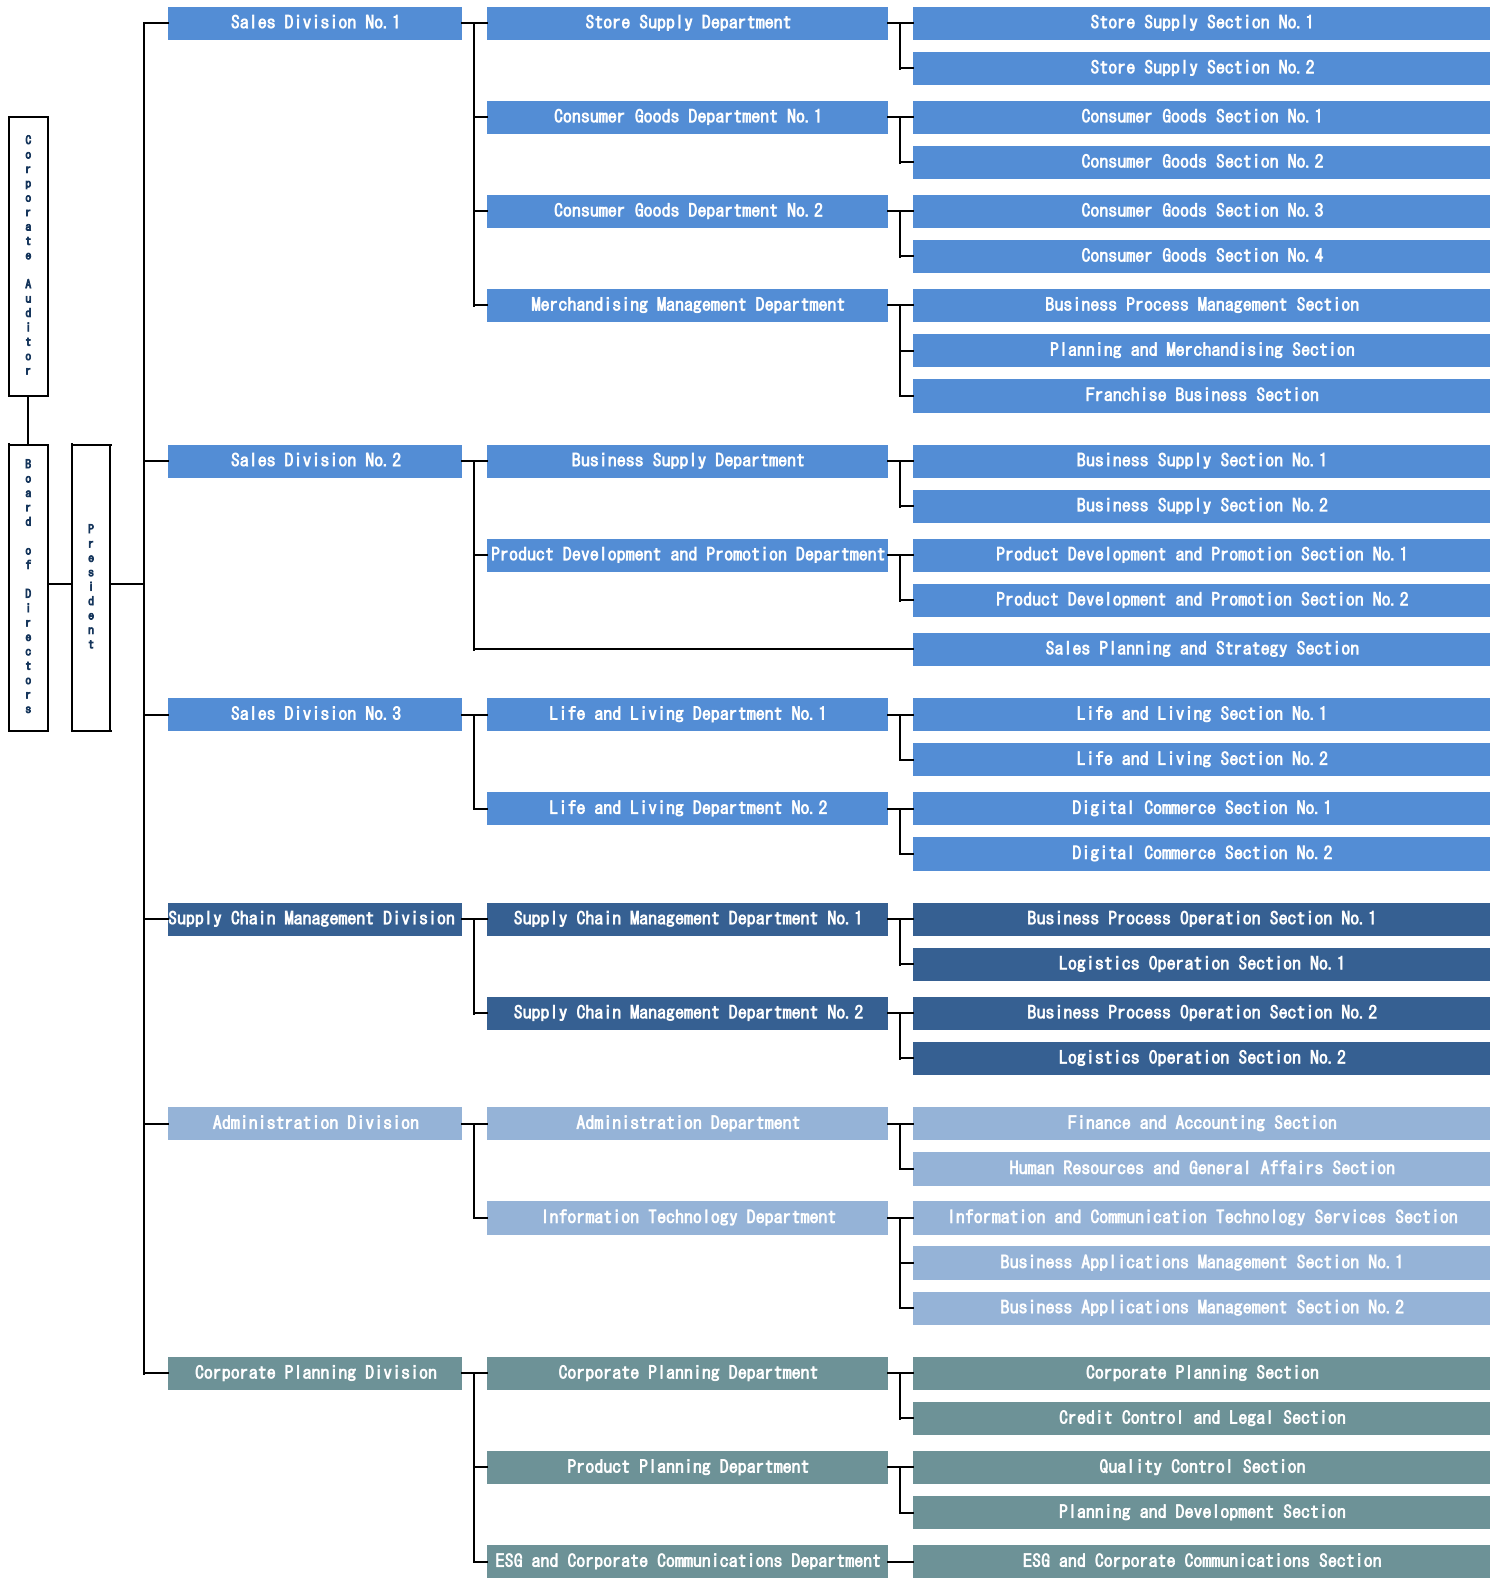 Corporate Auditor
Board of Directors
President
Sales Division No.1
Store Supply Department
Store Supply Section No.1
Store Supply Section No.2
Consumer Goods Department No.1
Consumer Goods Section No.1
Consumer Goods Section No.2
Consumer Goods Department No.2
Consumer Goods Section No.3
Consumer Goods Section No.4
Merchandising Management Department
Business Process Management Section
Planning and Merchandising Section
Franchise Business Section
Sales Division No.2
Business Supply Department
Business Supply Section No.1
Business Supply Section No.2
Product Development and Promotion Department
Product Development and Promotion Section No.1
Product Development and Promotion Section No.2
Sales Planning and Strategy Section
Sales Division No.3
Life and Living Department No.1
Life and Living Section No.1
Life and Living Section No.2
Life and Living Department No.2
Digital Commerce Section No.1
Digital Commerce Section No.2
Supply Chain Management Division
Supply Chain Management Department No.1
Business Process Operation Section No.1
Logistics Operation Section No.1
Supply Chain Management Department No.2
Business Process Operation Section No.2
Logistics Operation Section No.2
Administration Division
Administration Department
Finance and Accounting Section
Human Resources and General Affairs Section
Information Technology Department
Information and Communication Technology Services Section
Business Applications Management Section No.1
Business Applications Management Section No.2
Corporate Planning Division
Corporate Planning Department
Corporate Planning Section
Credit Control and Legal Section
Product Planning Department
Quality Control Section
Planning and Development Section
ESG and Corporate Communications Department
ESG and Corporate Communications Section